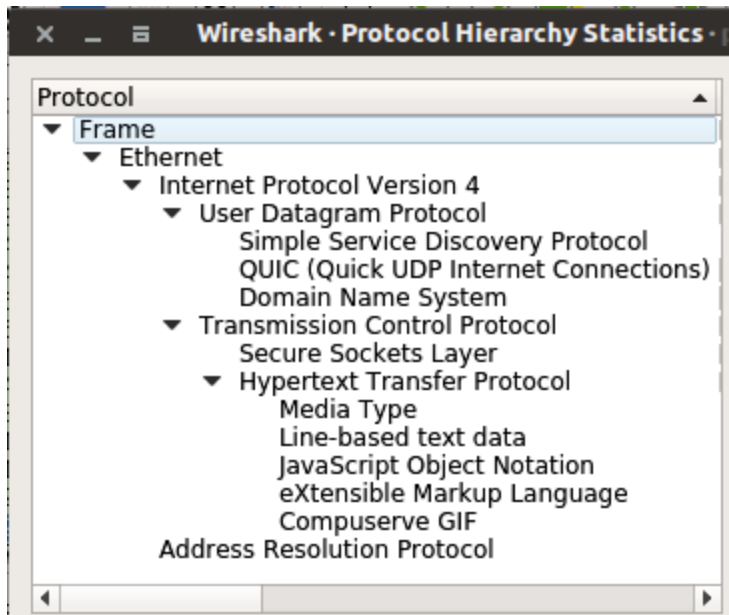 Wireshark · Protocol Hierarchy Statistics ·
Protocol
Frame
Ethernet
Internet Protocol Version 4
User Datagram Protocol
Simple Service Discovery Protocol
QUIC (Quick UDP Internet Connections)
Domain Name System
Transmission Control Protocol
Secure Sockets Layer
Hypertext Transfer Protocol
Media Type
Line-based text data
JavaScript Object Notation
eXtensible Markup Language
Compuserve GIF
Address Resolution Protocol